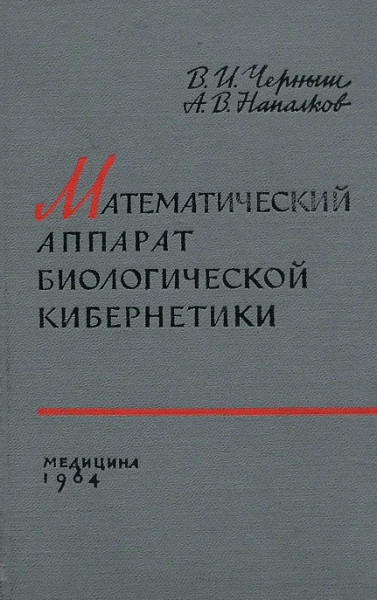 В. И. Черныш
А. В. Напалков
МАТЕМАТИЧЕСКИЙ
АППАРАТ
БИОЛОГИЧЕСКОЙ
КИБЕРНЕТИКИ
МЕДИЦИНА
1964